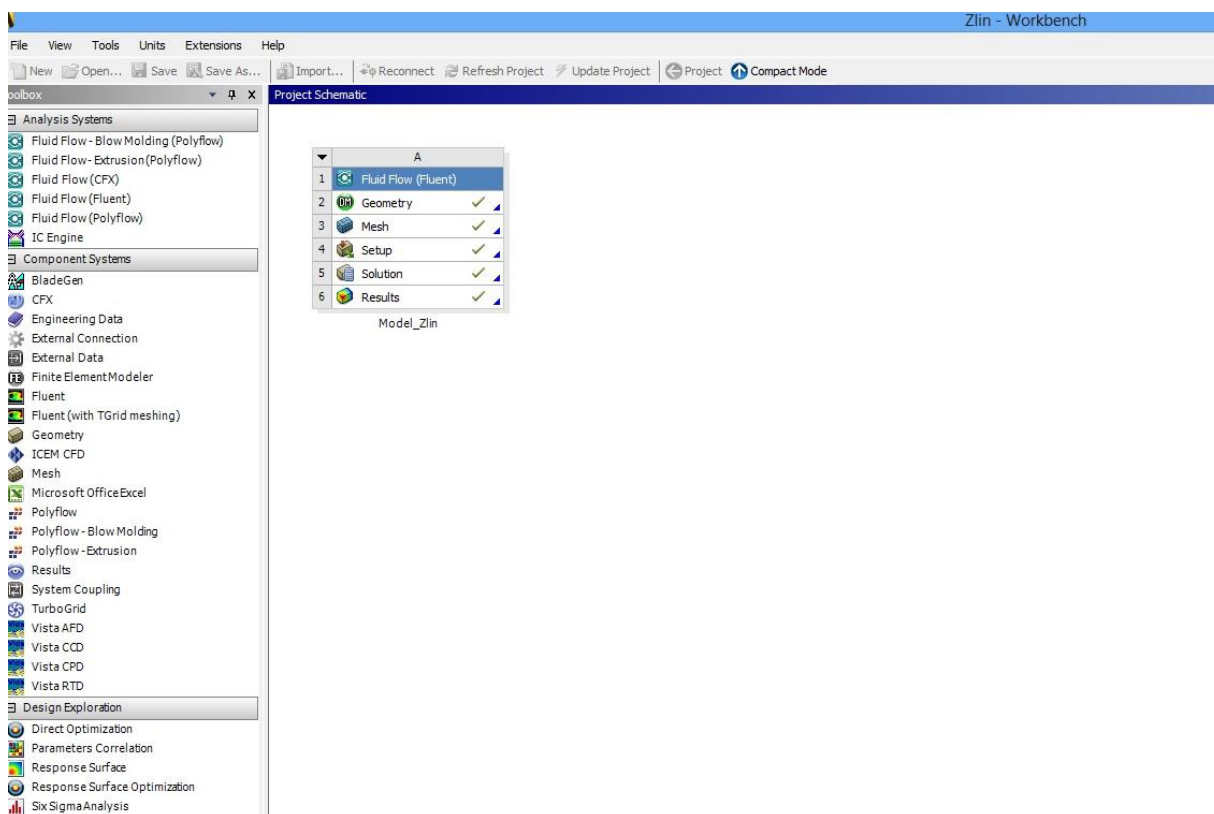 Zlin - Workbench
File View Tools Units Extensions Help
New Open... Save Save As... Import... Reconnect Refresh Project Update Project Project Compact Mode
oolbox
Analysis Systems
Fluid Flow - Blow Molding (Polyflow)
Fluid Flow - Extrusion (Polyflow)
Fluid Flow (CFX)
Fluid Flow (Fluent)
Fluid Flow (Polyflow)
IC Engine
Component Systems
BladeGen
CFX
Engineering Data
External Connection
External Data
Finite Element Modeler
Fluent
Fluent (with TGrid meshing)
Geometry
ICEM CFD
Mesh
Microsoft Office Excel
Polyflow
Polyflow - Blow Molding
Polyflow - Extrusion
Results
System Coupling
TurboGrid
Vista AFD
Vista CCD
Vista CPD
Vista RTD
Design Exploration
Direct Optimization
Parameters Correlation
Response Surface
Response Surface Optimization
Six Sigma Analysis
Project Schematic
A
1 Fluid Flow (Fluent)
2 DM Geometry
3 Mesh
4 Setup
5 Solution
6 Results
Model_Zlin